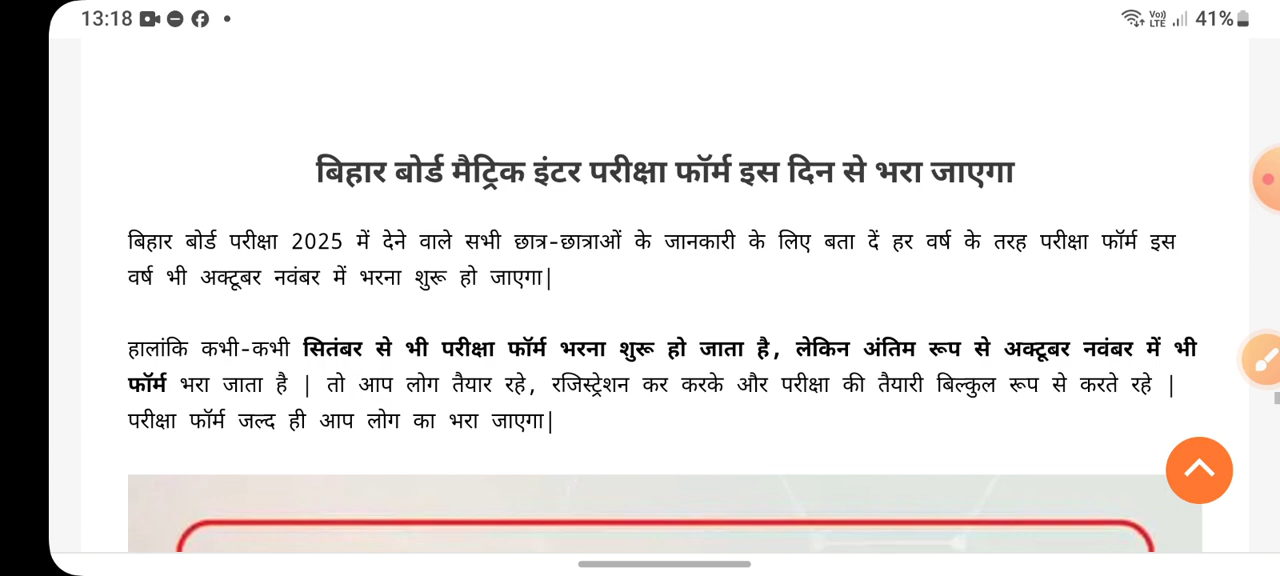 13:18
Vo)) LTE 41%
बिहार बोर्ड मैट्रिक इंटर परीक्षा फॉर्म इस दिन से भरा जाएगा
बिहार बोर्ड परीक्षा 2025 में देने वाले सभी छात्र-छात्राओं के जानकारी के लिए बता दें हर वर्ष के तरह परीक्षा फॉर्म इस
वर्ष भी अक्टूबर नवंबर में भरना शुरू हो जाएगा|
हालांकि कभी-कभी सितंबर से भी परीक्षा फॉर्म भरना शुरू हो जाता है, लेकिन अंतिम रूप से अक्टूबर नवंबर में भी
फॉर्म भरा जाता है | तो आप लोग तैयार रहे, रजिस्ट्रेशन कर करके और परीक्षा की तैयारी बिल्कुल रूप से करते रहे |
परीक्षा फॉर्म जल्द ही आप लोग का भरा जाएगा|